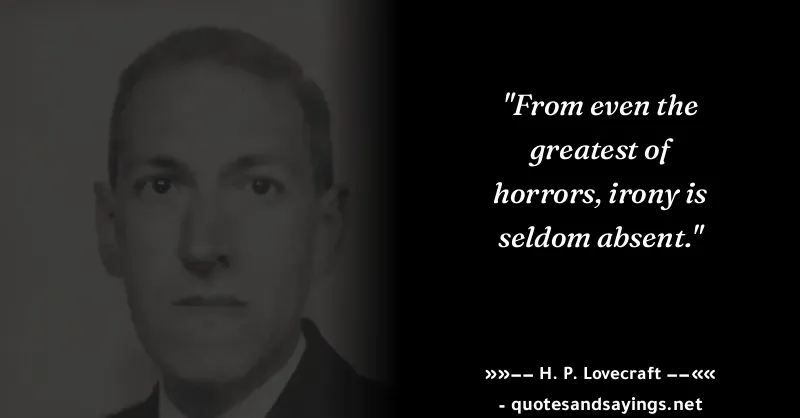 "From even the
greatest of
horrors, irony is
seldom absent."
»»–– H. P. Lovecraft ––««
- quotesandsayings.net